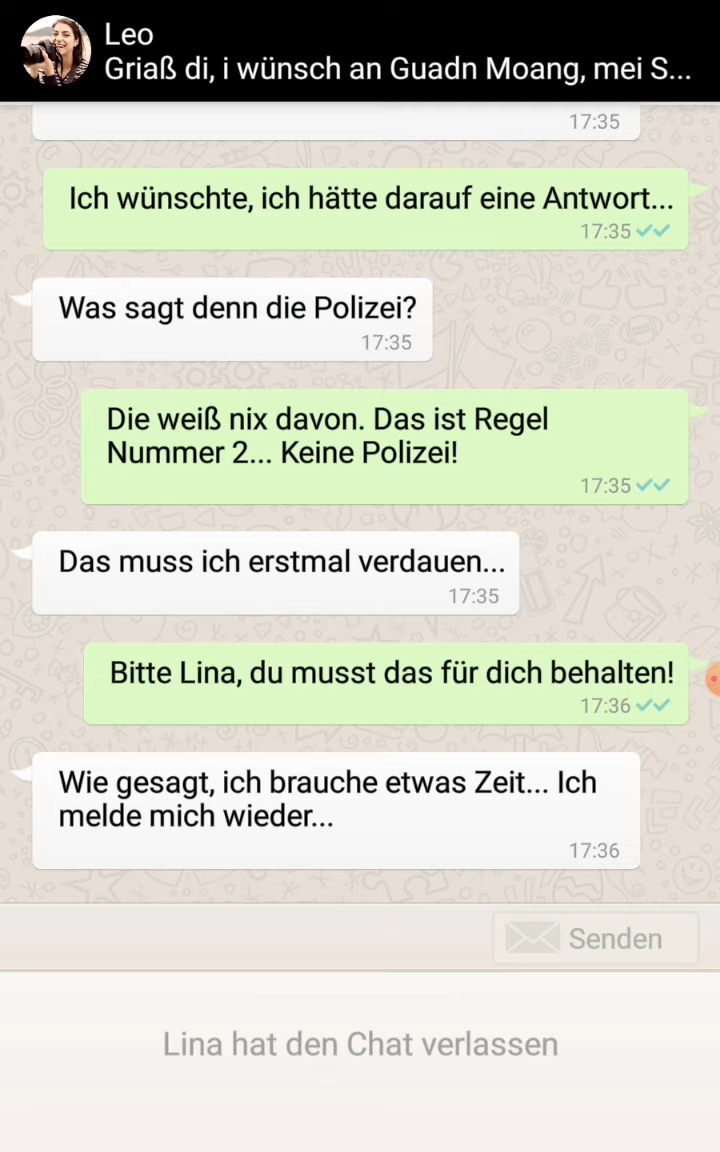 Leo
Griaß di, i wünsch an Guadn Moang, mei S...
17:35
Ich wünschte, ich hätte darauf eine Antwort...
17:35
Was sagt denn die Polizei?
17:35
Die weiß nix davon. Das ist Regel
Nummer 2... Keine Polizei!
17:35
Das muss ich erstmal verdauen...
17:35
Bitte Lina, du musst das für dich behalten!
17:36
Wie gesagt, ich brauche etwas Zeit... Ich
melde mich wieder...
17:36
Senden
Lina hat den Chat verlassen